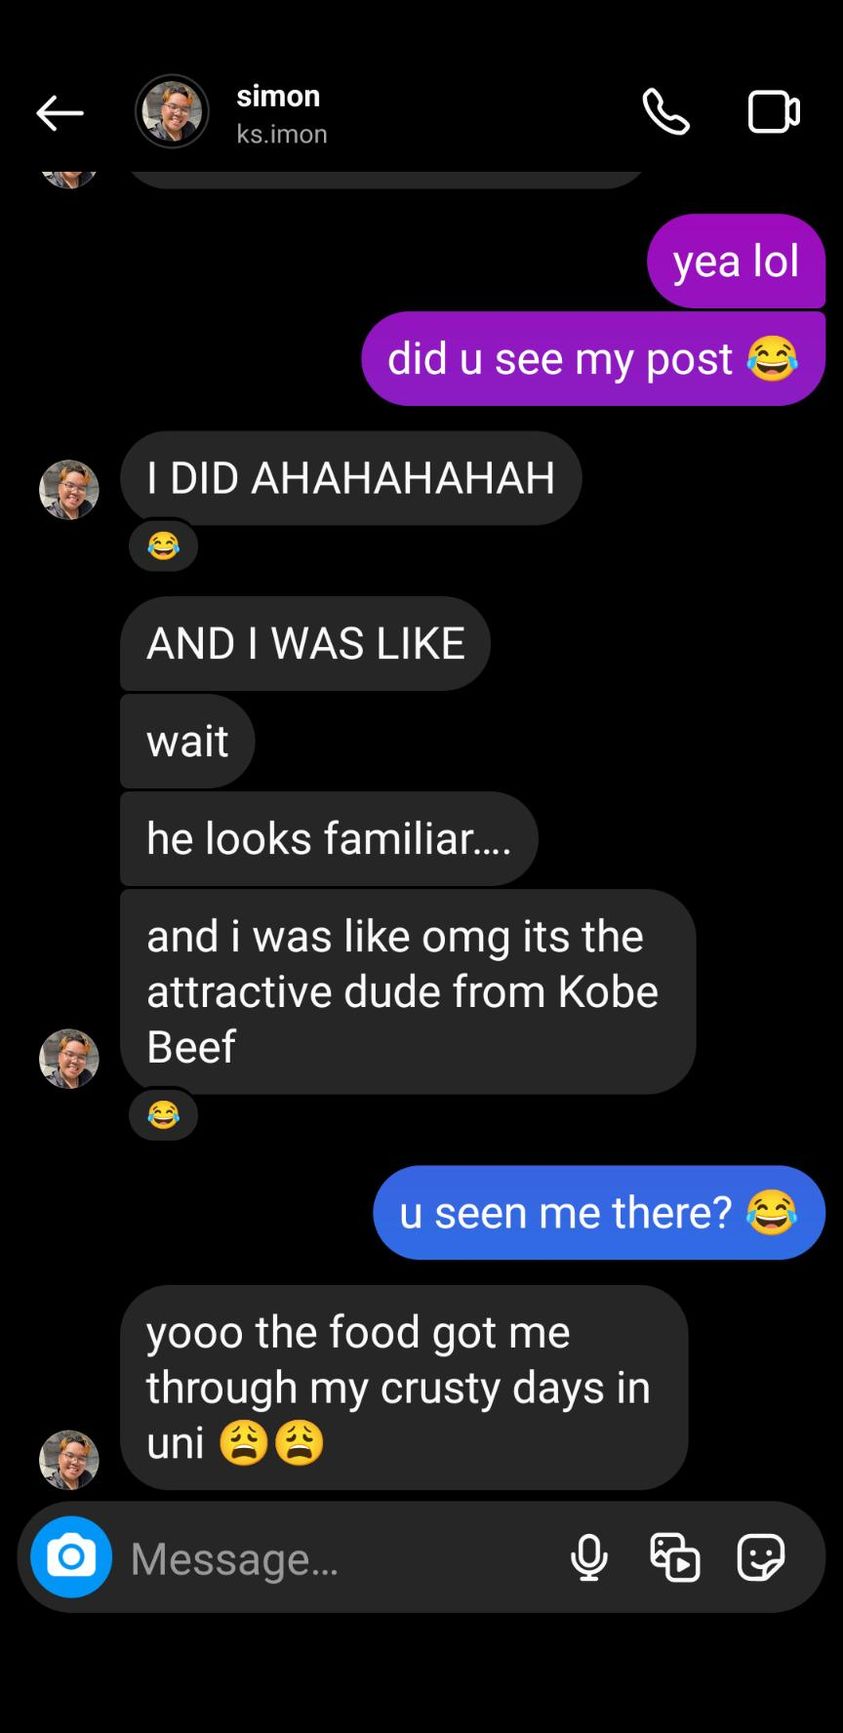 simon
ks.imon
yea lol
did u see my post 😂
I DID AHAHAHAHAH
😂
AND I WAS LIKE
wait
he looks familiar....
and i was like omg its the
attractive dude from Kobe
Beef
😂
u seen me there? 😂
yooo the food got me
through my crusty days in
uni 😩😩
Message...